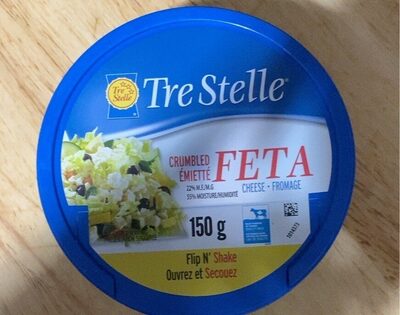 Tre
Stelle
Tre Stelle
CRUMBLED
ÉMIETTÉ
FETA
22% M.F./M.G
55% MOISTURE/HUMIDITÉ
CHEESE • FROMAGE
150 g
Flip N' Shake
Ouvrez et Secouez